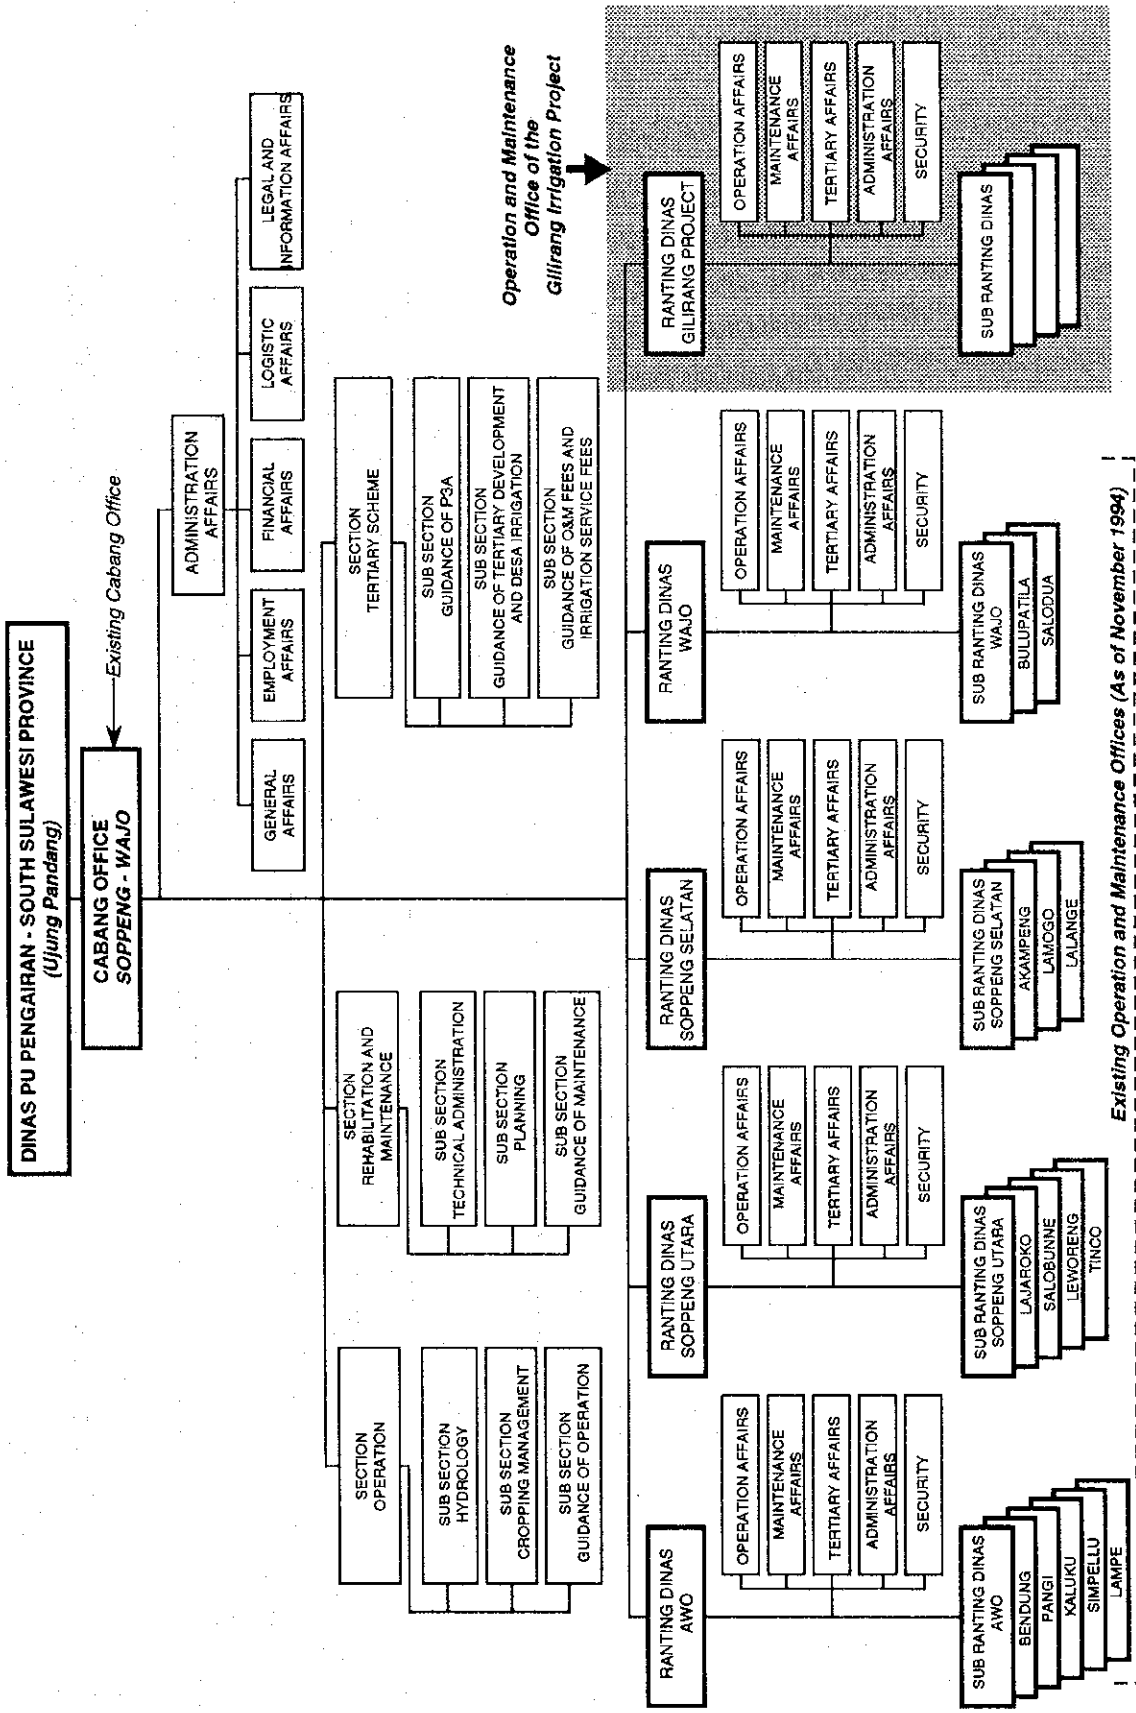 DINAS PU PENGAIRAN - SOUTH SULAWESI PROVINCE
(Ujung Pandang)
CABANG OFFICE
SOPPENG - WAJO
Existing Cabang Office
ADMINISTRATION
AFFAIRS
GENERAL
AFFAIRS
EMPLOYMENT
AFFAIRS
FINANCIAL
AFFAIRS
LOGISTIC
AFFAIRS
LEGAL AND
INFORMATION AFFAIRS
SECTION
OPERATION
SUB SECTION
HYDROLOGY
SUB SECTION
CROPPING MANAGEMENT
SUB SECTION
GUIDANCE OF OPERATION
SECTION
REHABILITATION AND
MAINTENANCE
SUB SECTION
TECHNICAL ADMINISTRATION
SUB SECTION
PLANNING
SUB SECTION
GUIDANCE OF MAINTENANCE
SECTION
TERTIARY SCHEME
SUB SECTION
GUIDANCE OF P3A
SUB SECTION
GUIDANCE OF TERTIARY DEVELOPMENT
AND DESA IRRIGATION
SUB SECTION
GUIDANCE OF O&M FEES AND
IRRIGATION SERVICE FEES
Operation and Maintenance
Office of the
Gilirang Irrigation Project
RANTING DINAS
AWO
OPERATION AFFAIRS
MAINTENANCE
AFFAIRS
TERTIARY AFFAIRS
ADMINISTRATION
AFFAIRS
SECURITY
SUB RANTING DINAS
AWO
BENDUNG
PANGI
KALUKU
SIMPELLU
LAMPE
RANTING DINAS
SOPPENG UTARA
OPERATION AFFAIRS
MAINTENANCE
AFFAIRS
TERTIARY AFFAIRS
ADMINISTRATION
AFFAIRS
SECURITY
SUB RANTING DINAS
SOPPENG UTARA
LAJAROKO
SALOBUNNE
LEWORENG
TINCO
RANTING DINAS
SOPPENG SELATAN
OPERATION AFFAIRS
MAINTENANCE
AFFAIRS
TERTIARY AFFAIRS
ADMINISTRATION
AFFAIRS
SECURITY
SUB RANTING DINAS
SOPPENG SELATAN
AKAMPENG
LAMOGO
LALANGE
RANTING DINAS
WAJO
OPERATION AFFAIRS
MAINTENANCE
AFFAIRS
TERTIARY AFFAIRS
ADMINISTRATION
AFFAIRS
SECURITY
SUB RANTING DINAS
WAJO
BULUPATILA
SALODUA
RANTING DINAS
GILIRANG PROJECT
OPERATION AFFAIRS
MAINTENANCE
AFFAIRS
TERTIARY AFFAIRS
ADMINISTRATION
AFFAIRS
SECURITY
SUB RANTING DINAS
Existing Operation and Maintenance Offices (As of November 1994)